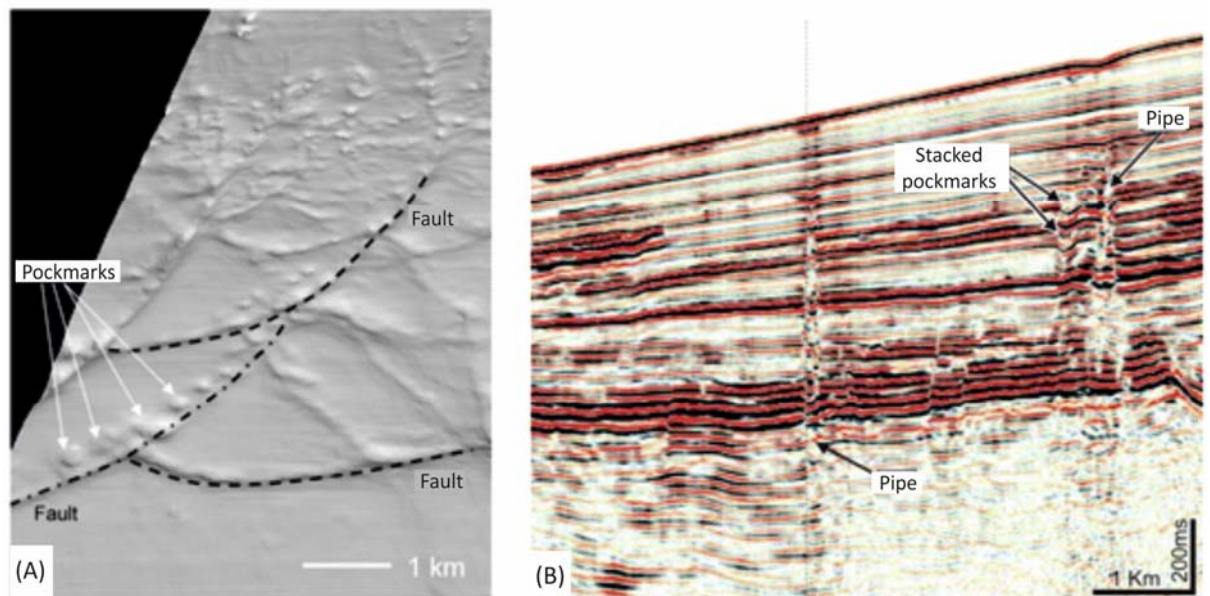 Pockmarks
Fault
Fault
Fault
(A)
1 km
Pipe
Stacked
pockmarks
Pipe
(B)
1 Km
200ms